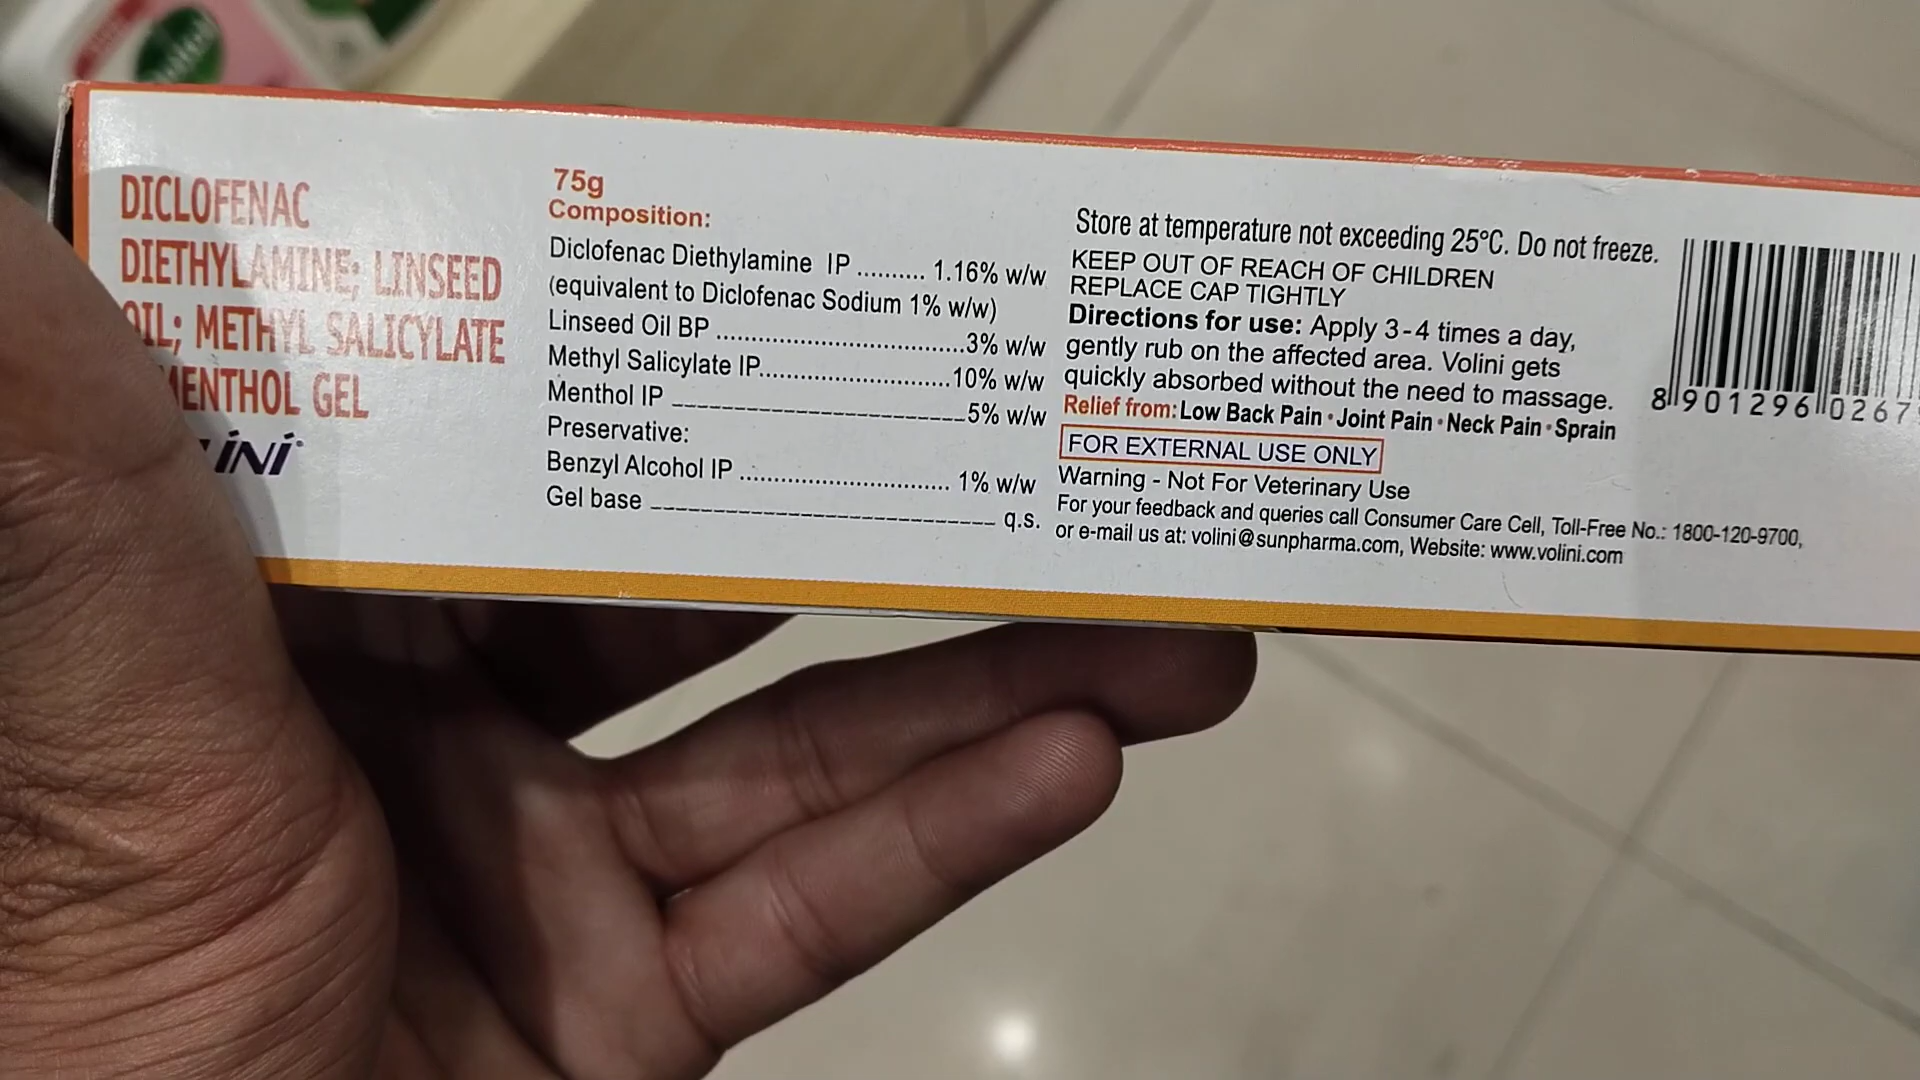 DICLOFENAC
DIETHYLAMINE; LINSEED
OIL; METHYL SALICYLATE
MENTHOL GEL
75g
Composition:
Diclofenac Diethylamine IP .......... 1.16% w/w
(equivalent to Diclofenac Sodium 1% w/w)
Linseed Oil BP ....................................3% w/w
Methyl Salicylate IP...........................10% w/w
Menthol IP ________________________5% w/w
Preservative:
Benzyl Alcohol IP ............................... 1% w/w
Gel base ____________________________ q.s.
Store at temperature not exceeding 25°C. Do not freeze.
KEEP OUT OF REACH OF CHILDREN
REPLACE CAP TIGHTLY
Directions for use: Apply 3-4 times a day,
gently rub on the affected area. Volini gets
quickly absorbed without the need to massage.
Relief from: Low Back Pain • Joint Pain • Neck Pain • Sprain
FOR EXTERNAL USE ONLY
Warning - Not For Veterinary Use
For your feedback and queries call Consumer Care Cell, Toll-Free No.: 1800-120-9700,
or e-mail us at: volini@sunpharma.com, Website: www.volini.com
8 901296 0267